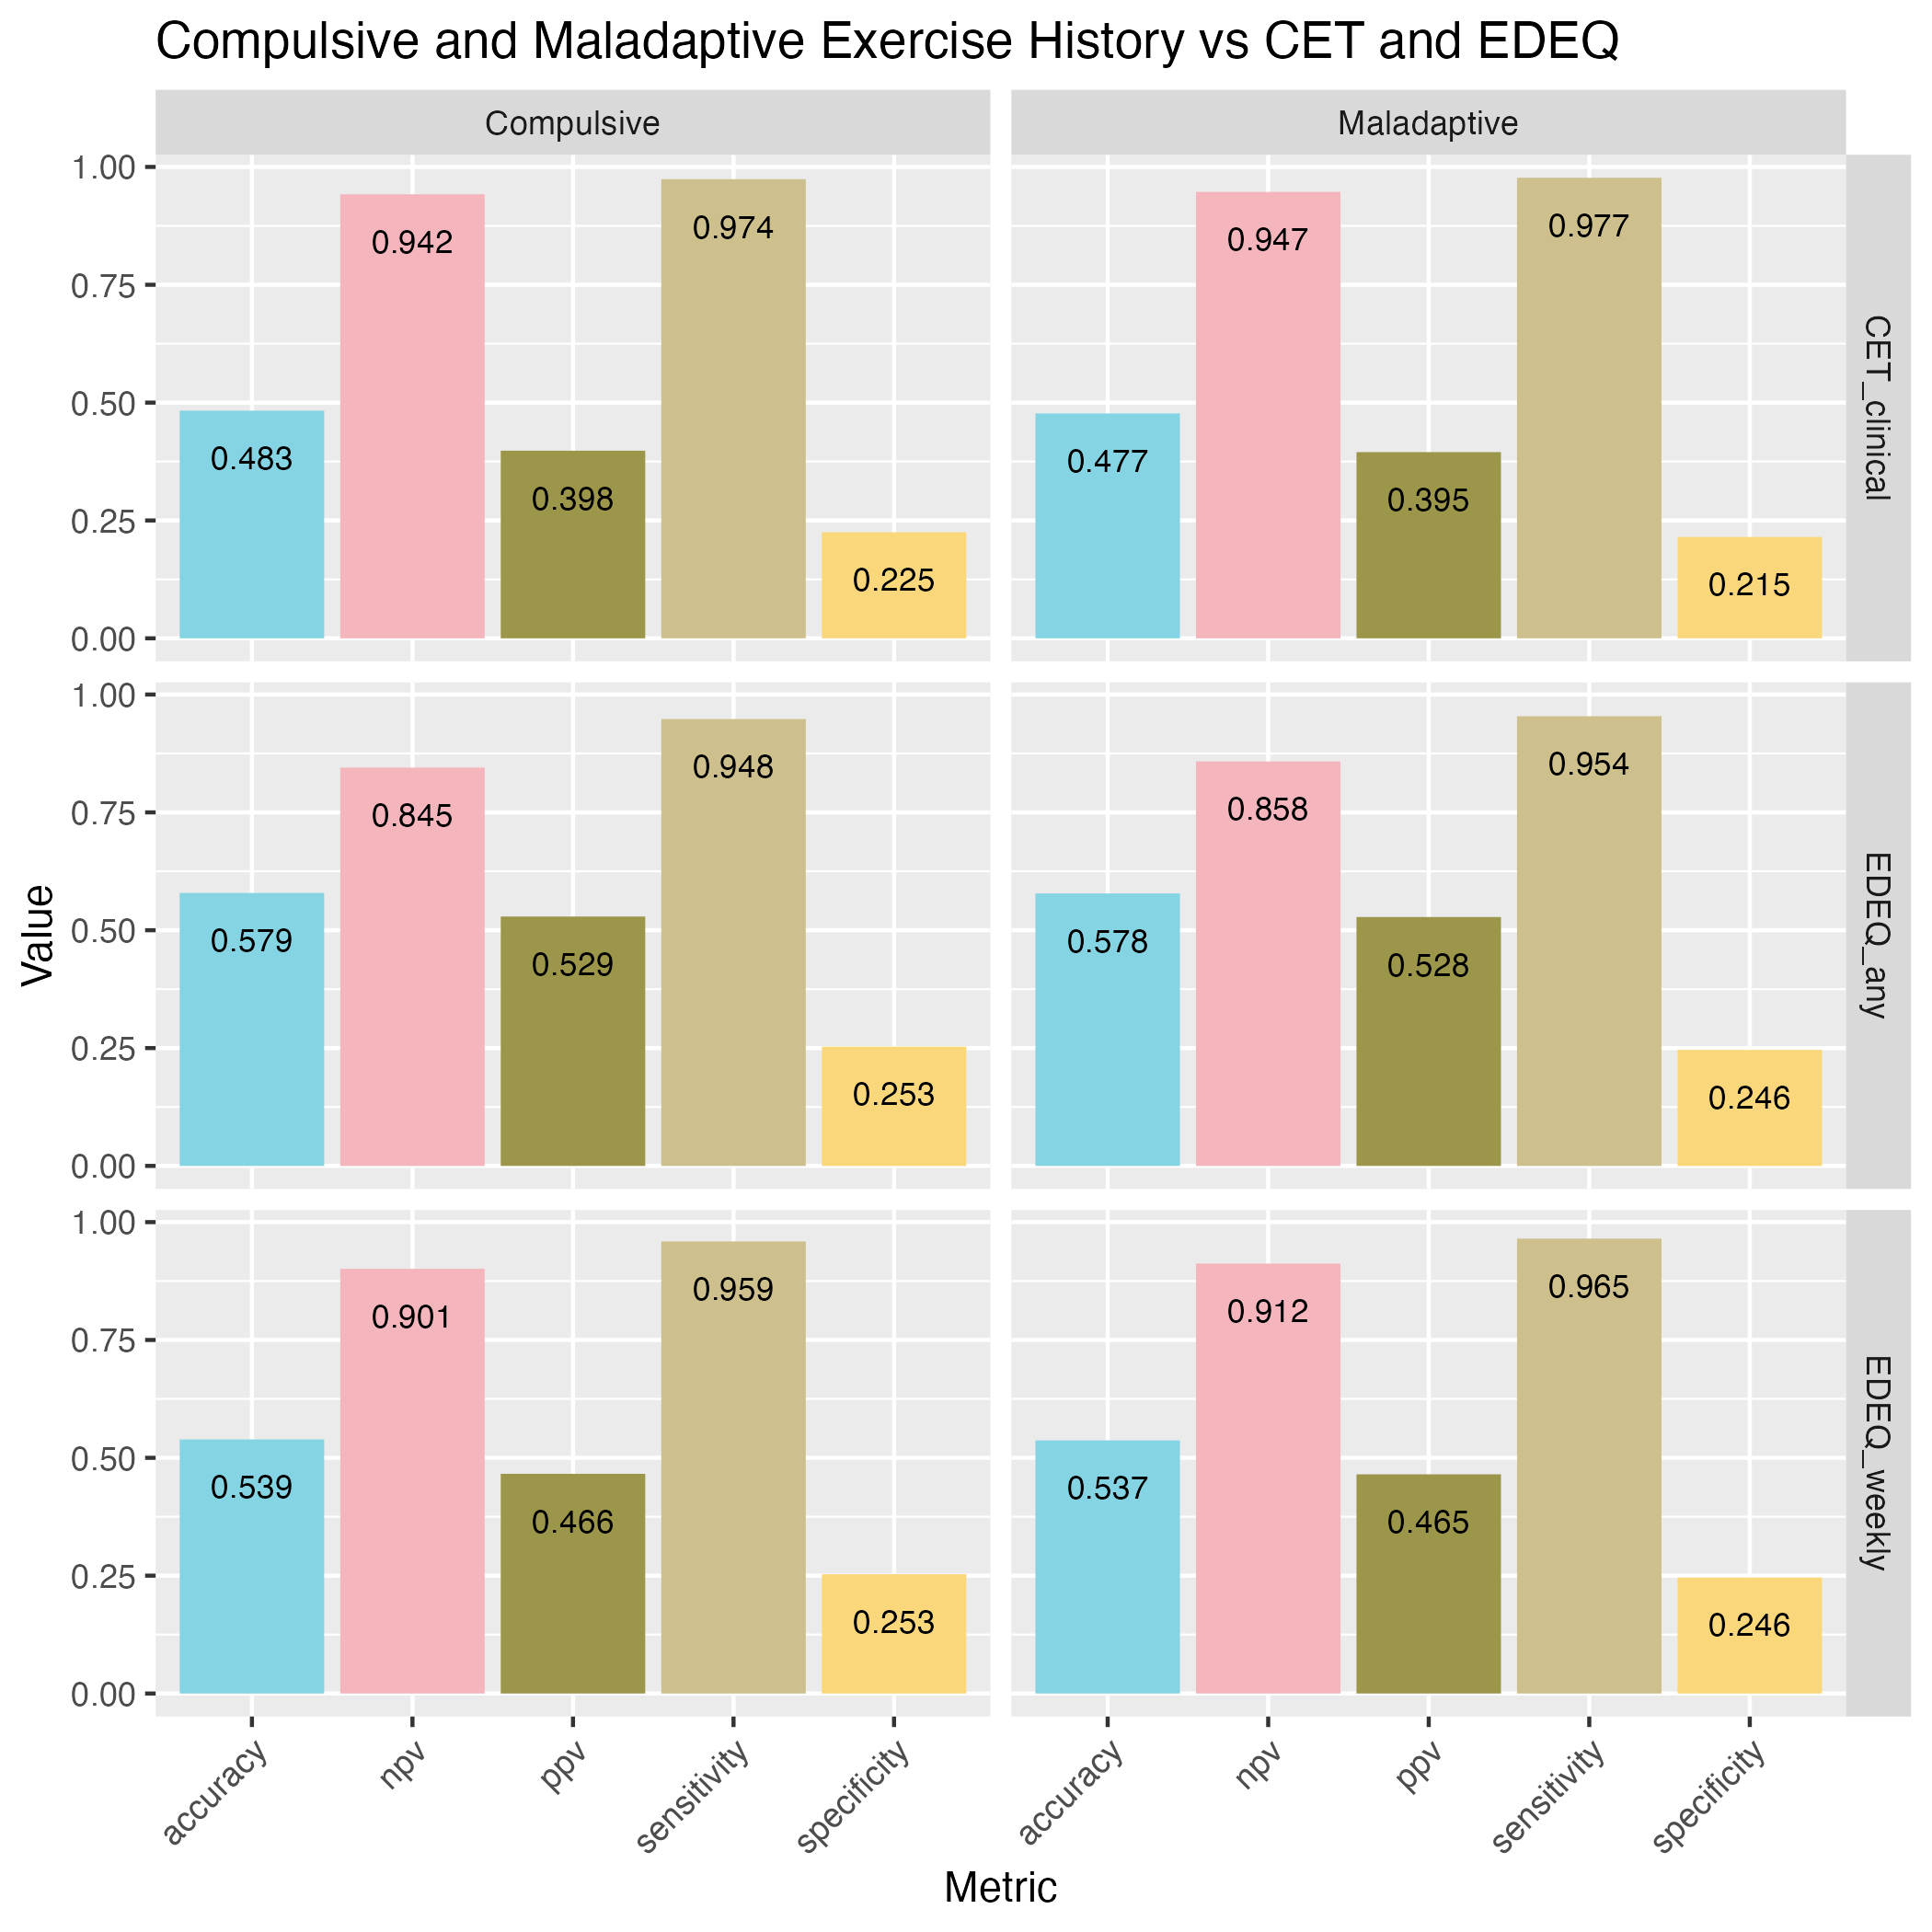 Compulsive and Maladaptive Exercise History vs CET and EDEQ
Compulsive
Maladaptive
1.00
0.75
0.50
0.25
0.00
0.483
0.942
0.398
0.974
0.225
0.477
0.947
0.395
0.977
0.215
CET_clinical
1.00
0.75
0.50
0.25
0.00
0.579
0.845
0.529
0.948
0.253
0.578
0.858
0.528
0.954
0.246
EDEQ_any
1.00
0.75
0.50
0.25
0.00
0.539
0.901
0.466
0.959
0.253
0.537
0.912
0.465
0.965
0.246
EDEQ_weekly
Value
accuracy
npv
ppv
sensitivity
specificity
accuracy
npv
ppv
sensitivity
specificity
Metric